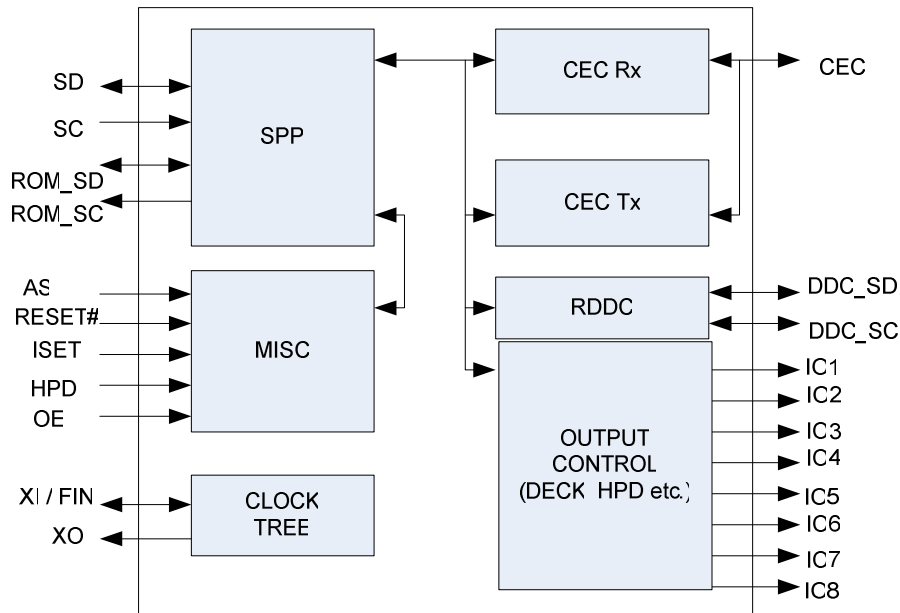 SD
SC
ROM_SD
ROM_SC
SPP
CEC Rx
CEC
CEC Tx
AS
RESET#
ISET
HPD
OE
MISC
RDDC
DDC_SD
DDC_SC
OUTPUT
CONTROL
(DECK HPD etc.)
IC1
IC2
IC3
IC4
IC5
IC6
IC7
IC8
XI / FIN
XO
CLOCK
TREE